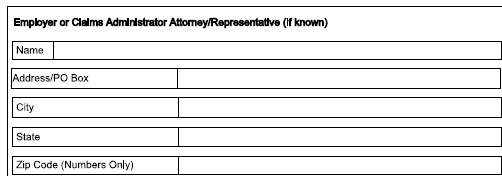 Employer or Claims Administrator Attorney/Representative (if known)
Name
Address/PO Box
City
State
Zip Code (Numbers Only)